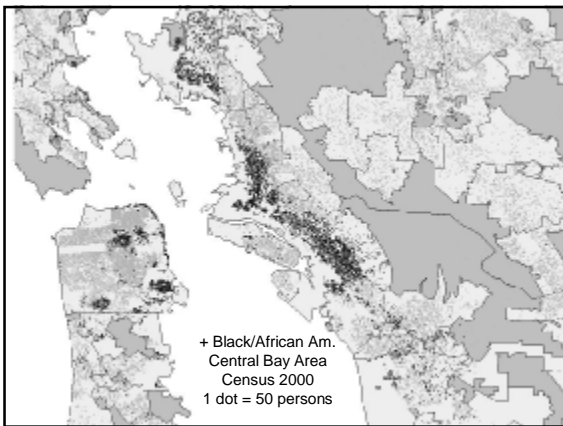 + Black/African Am.
Central Bay Area
Census 2000
1 dot = 50 persons